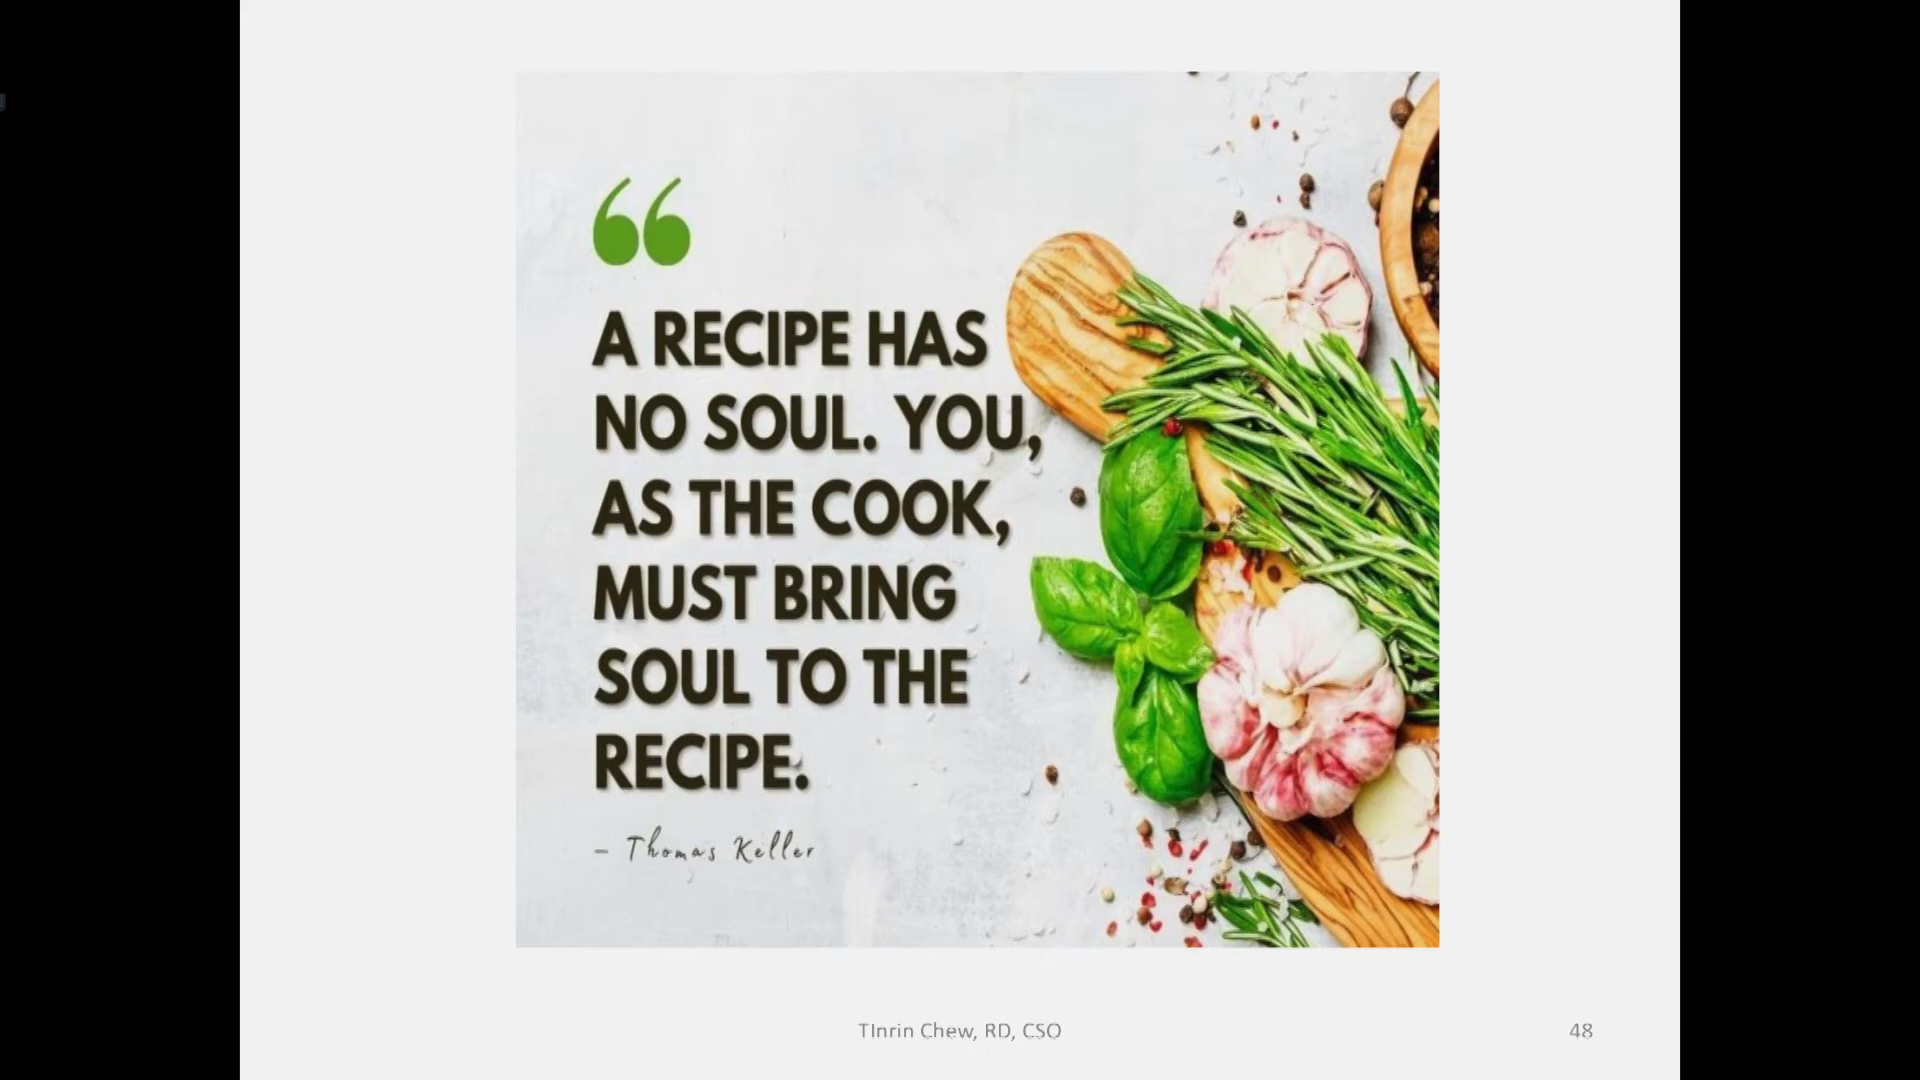 “
A RECIPE HAS
NO SOUL. YOU,
AS THE COOK,
MUST BRING
SOUL TO THE
RECIPE.
– Thomas Keller
TInrin Chew, RD, CSO
48